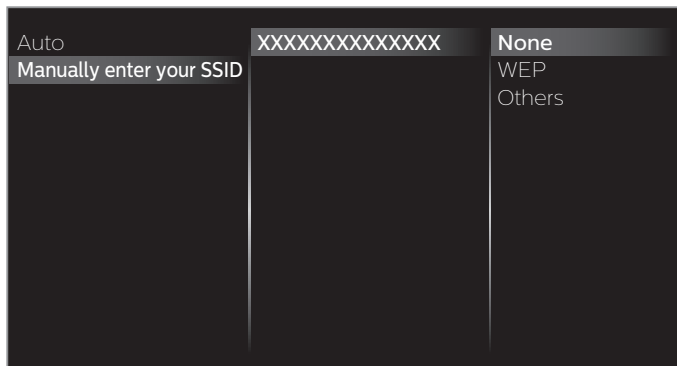 Auto
Manually enter your SSID
XXXXXXXXXXXXXX
None
WEP
Others